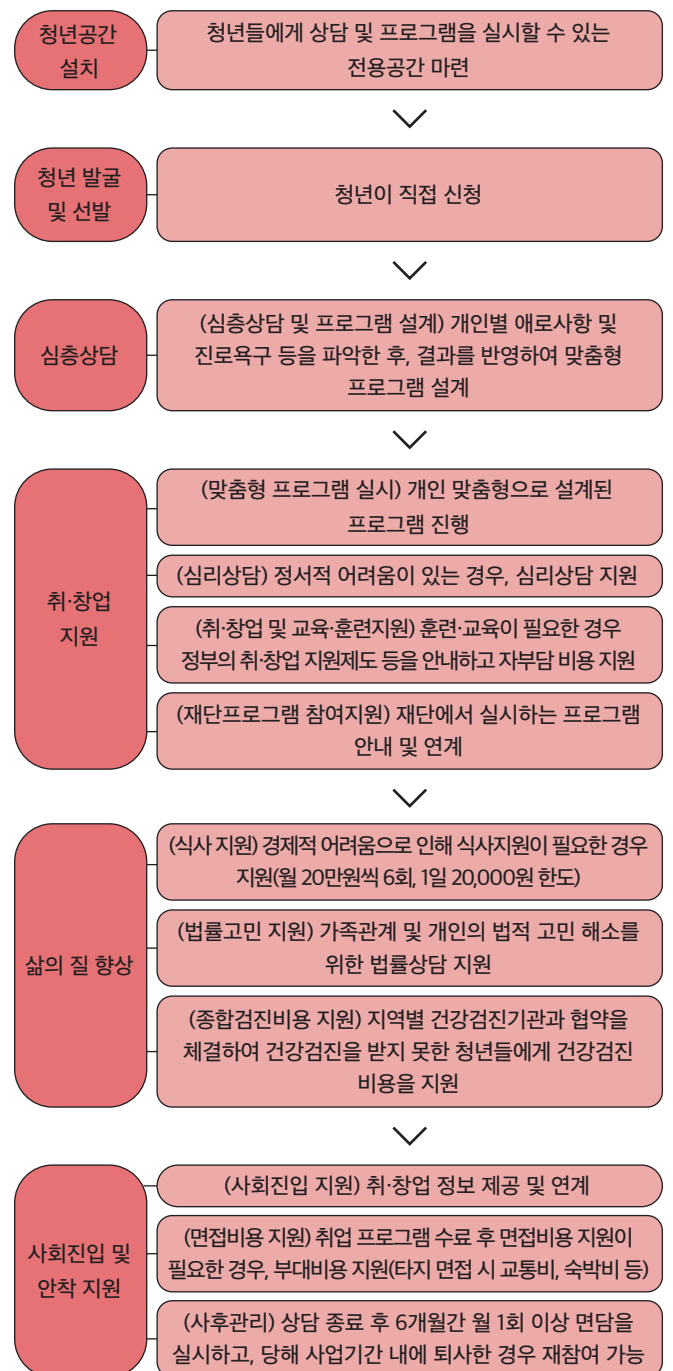 청년공간
설치
청년들에게 상담 및 프로그램을 실시할 수 있는
전용공간 마련
청년 발굴
및 선발
청년이 직접 신청
심층상담
(심층상담 및 프로그램 설계) 개인별 애로사항 및
진로욕구 등을 파악한 후, 결과를 반영하여 맞춤형
프로그램 설계
취·창업
지원
(맞춤형 프로그램 실시) 개인 맞춤형으로 설계된
프로그램 진행
(심리상담) 정서적 어려움이 있는 경우, 심리상담 지원
(취·창업 및 교육·훈련지원) 훈련·교육이 필요한 경우
정부의 취·창업 지원제도 등을 안내하고 자부담 비용 지원
(재단프로그램 참여지원) 재단에서 실시하는 프로그램
안내 및 연계
삶의 질 향상
(식사 지원) 경제적 어려움으로 인해 식사지원이 필요한 경우
지원(월 20만원씩 6회, 1일 20,000원 한도)
(법률고민 지원) 가족관계 및 개인의 법적 고민 해소를
위한 법률상담 지원
(종합검진비용 지원) 지역별 건강검진기관과 협약을
체결하여 건강검진을 받지 못한 청년들에게 건강검진
비용을 지원
사회진입 및
안착 지원
(사회진입 지원) 취·창업 정보 제공 및 연계
(면접비용 지원) 취업 프로그램 수료 후 면접비용 지원이
필요한 경우, 부대비용 지원(타지 면접 시 교통비, 숙박비 등)
(사후관리) 상담 종료 후 6개월간 월 1회 이상 면담을
실시하고, 당해 사업기간 내에 퇴사한 경우 재참여 가능